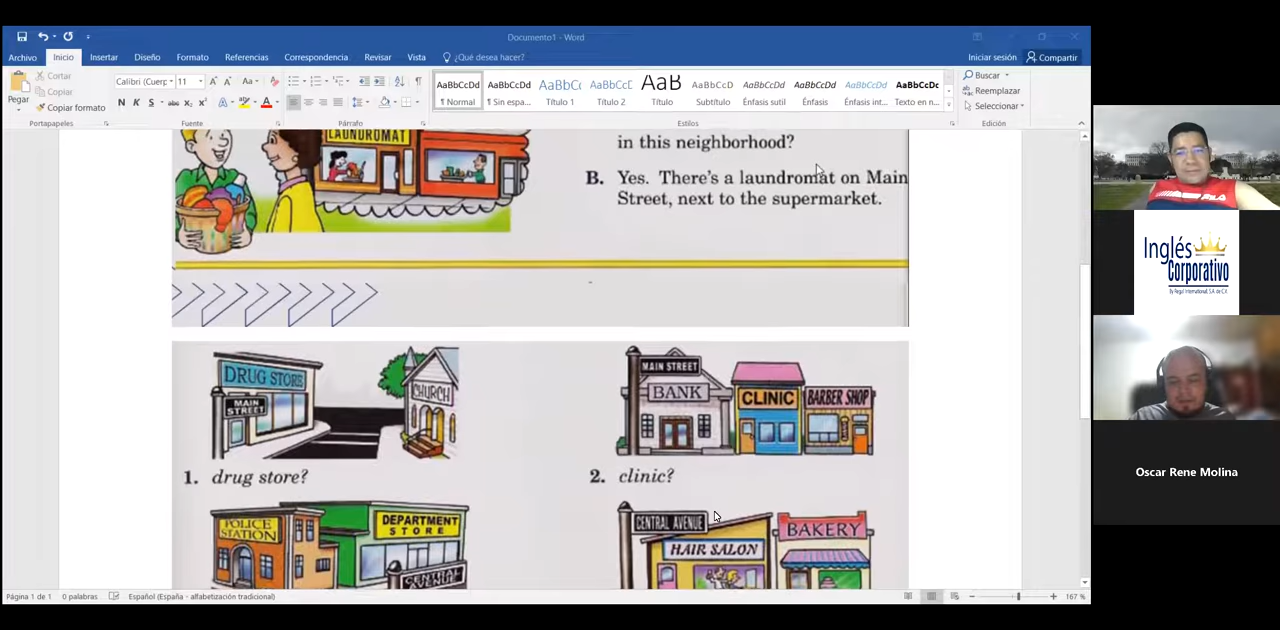 Documento1 - Word
Archivo Inicio Insertar Diseño Formato Referencias Correspondencia Revisar Vista ¿Qué desea hacer? Iniciar sesión Compartir
Pegar
Cortar
Copiar
Copiar formato
Calibri (Cuerp 11
N K S abc x₂ x²
AaBbCcDd AaBbCcDd AaBbCc AaBbCcC AaB AaBbCcC AaBbCcDd AaBbCcDd AaBbCcDd AaBbCcDc
¶ Normal ¶ Sin espa... Título 1 Título 2 Título Subtítulo Énfasis sutil Énfasis Énfasis int... Texto en n...
Buscar
Reemplazar
Seleccionar
Portapapeles Fuente Párrafo Estilos Edición
LAUNDROMAT
in this neighborhood?
B. Yes. There's a laundromat on Main
Street, next to the supermarket.
DRUG STORE
MAIN
STREET
CHURCH
1. drug store?
MAIN STREET
BANK
CLINIC
BARBER SHOP
2. clinic?
POLICE
STATION
DEPARTMENT
STORE
CENTRAL AVENUE
HAIR SALON
BAKERY
Página 1 de 1 0 palabras Español (España - alfabetización tradicional) 167 %
FILA
Inglés
Corporativo
Oscar Rene Molina